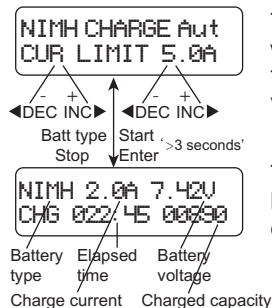 NIMH CHARGE Aut
CUR LIMIT 5.0A
- + - +
◀DEC INC▶ ◀DEC INC▶
Batt type Start
Stop Enter '>3 seconds'
NIMH 2.0A 7.42V
CHG 022:45 00890
Battery Elapsed Battery
type time voltage
Charge current Charged capacity